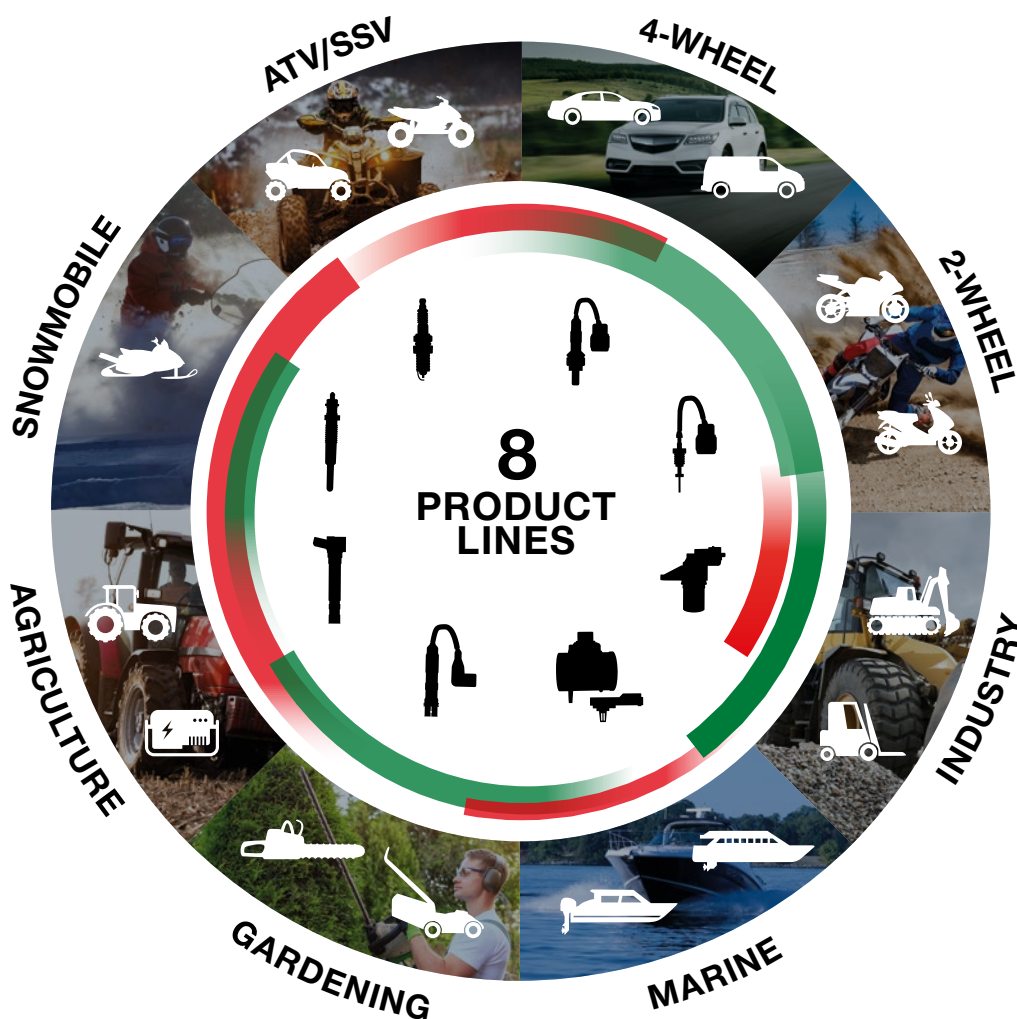 ATV/SSV
4-WHEEL
2-WHEEL
SNOWMOBILE
8
PRODUCT
LINES
AGRICULTURE
INDUSTRY
GARDENING
MARINE